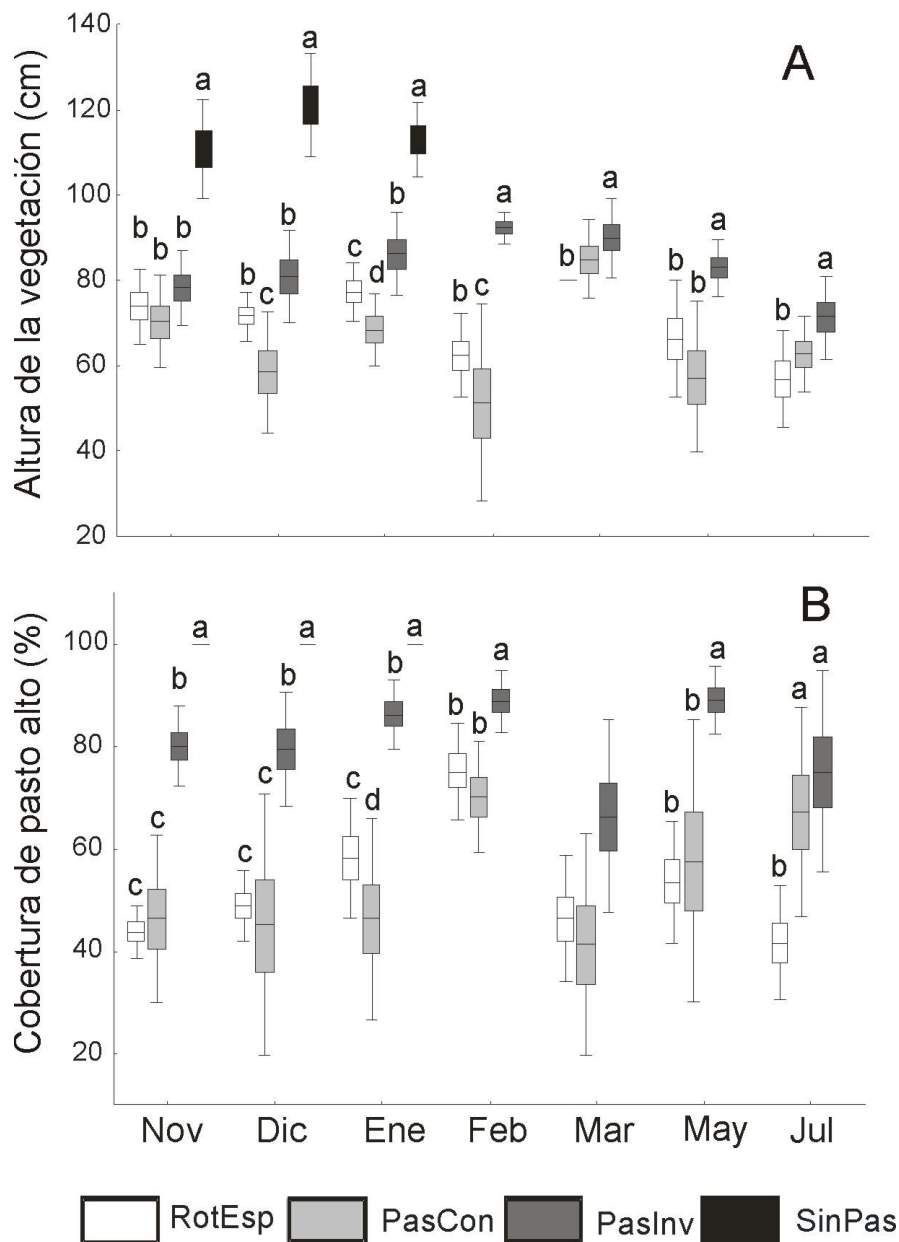 A
Altura de la vegetación (cm)
140
120
100
80
60
40
20
b b b a
b c b a
c d b a
b c a
b a
b b a
b a
B
Cobertura de pasto alto (%)
100
80
60
40
20
c c b a
c c b a
c d b a
b b a
b b a
b a a
Nov Dic Ene Feb Mar May Jul
RotEsp PasCon PasInv SinPas